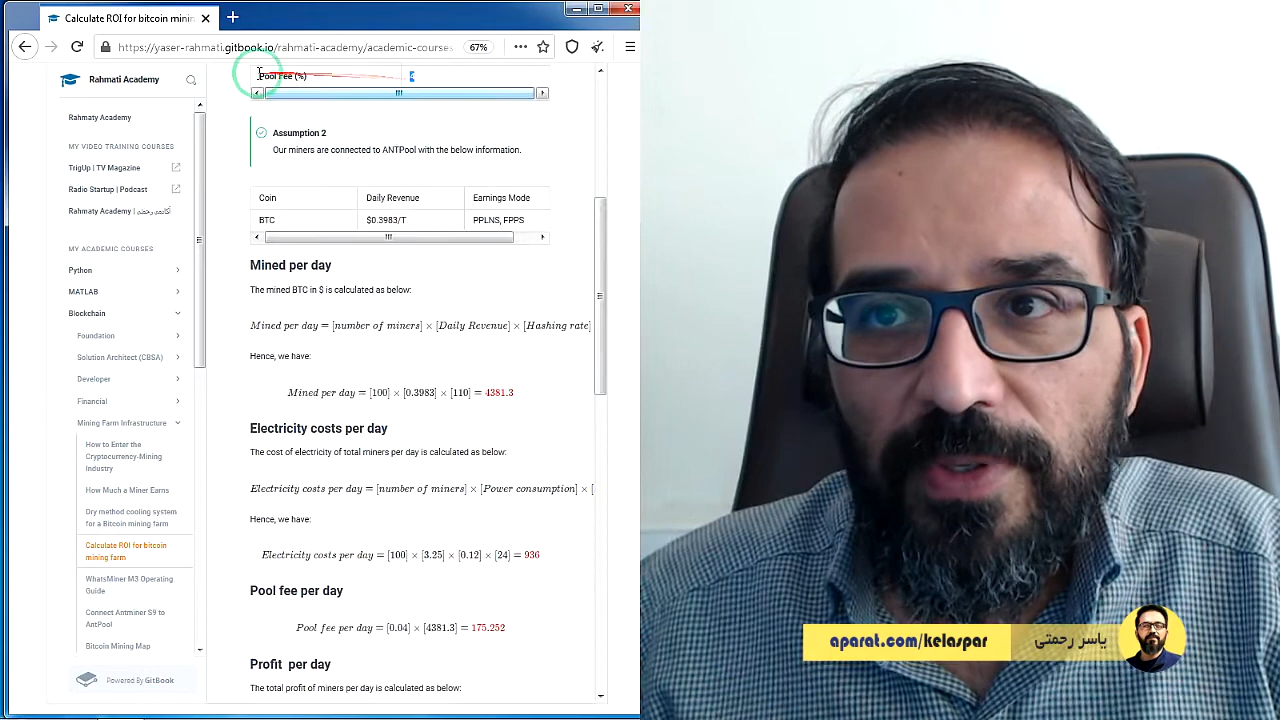 Calculate ROI for bitcoin minin
https://yaser-rahmati.gitbook.io/rahmati-academy/academic-courses
67%
Rahmati Academy
Rahmaty Academy
MY VIDEO TRAINING COURSES
TrigUp | TV Magazine
Radio Startup | Podcast
Rahmaty Academy | آکادمی رحمتی
MY ACADEMIC COURSES
Python
MATLAB
Blockchain
Foundation
Solution Architect (CBSA)
Developer
Financial
Mining Farm Infrastructure
How to Enter the
Cryptocurrency-Mining
Industry
How Much a Miner Earns
Dry method cooling system
for a Bitcoin mining farm
Calculate ROI for bitcoin
mining farm
WhatsMiner M3 Operating
Guide
Connect Antminer S9 to
AntPool
Bitcoin Mining Map
Powered By GitBook
Pool Fee (%) 4
Assumption 2
Our miners are connected to ANTPool with the below information.
Coin Daily Revenue Earnings Mode
BTC $0.3983/T PPLNS, FPPS
Mined per day
The mined BTC in $ is calculated as below:
Mined per day = [number of miners] × [Daily Revenue] × [Hashing rate]
Hence, we have:
Mined per day = [100] × [0.3983] × [110] = 4381.3
Electricity costs per day
The cost of electricity of total miners per day is calculated as below:
Electricity costs per day = [number of miners] × [Power consumption] × [
Hence, we have:
Electricity costs per day = [100] × [3.25] × [0.12] × [24] = 936
Pool fee per day
Pool fee per day = [0.04] × [4381.3] = 175.252
Profit per day
The total profit of miners per day is calculated as below:
aparat.com/kelaspar
یاسر رحمتی